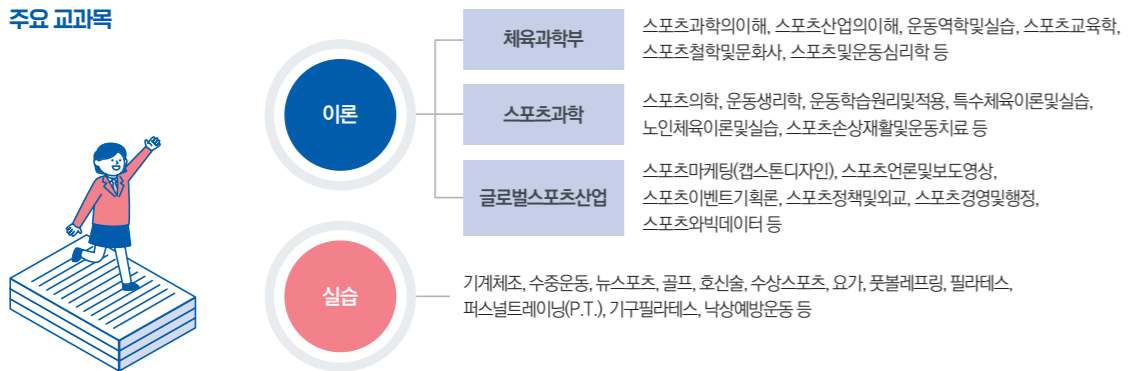 주요 교과목
이론
체육과학부
스포츠과학의이해, 스포츠산업의이해, 운동역학및실습, 스포츠교육학,
스포츠철학및문화사, 스포츠및운동심리학 등
스포츠과학
스포츠의학, 운동생리학, 운동학습원리및적용, 특수체육이론및실습,
노인체육이론및실습, 스포츠손상재활및운동치료 등
글로벌스포츠산업
스포츠마케팅(캡스톤디자인), 스포츠언론및보도영상,
스포츠이벤트기획론, 스포츠정책및외교, 스포츠경영및행정,
스포츠와빅데이터 등
실습
기계체조, 수중운동, 뉴스포츠, 골프, 호신술, 수상스포츠, 요가, 풋볼레프링, 필라테스,
퍼스널트레이닝(P.T.), 기구필라테스, 낙상예방운동 등